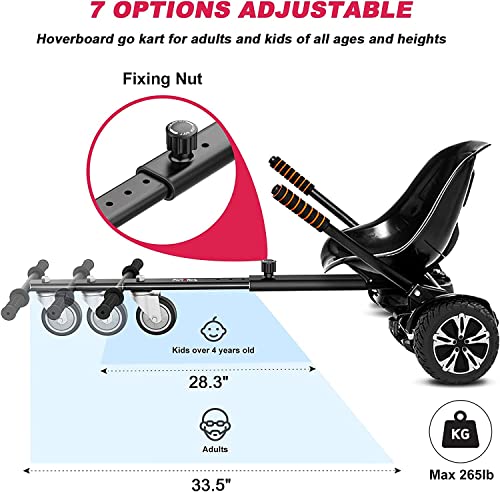 7 OPTIONS ADJUSTABLE
Hoverboard go kart for adults and kids of all ages and heights
Fixing Nut
Kids over 4 years old
28.3"
Adults
33.5"
KG
Max 265lb